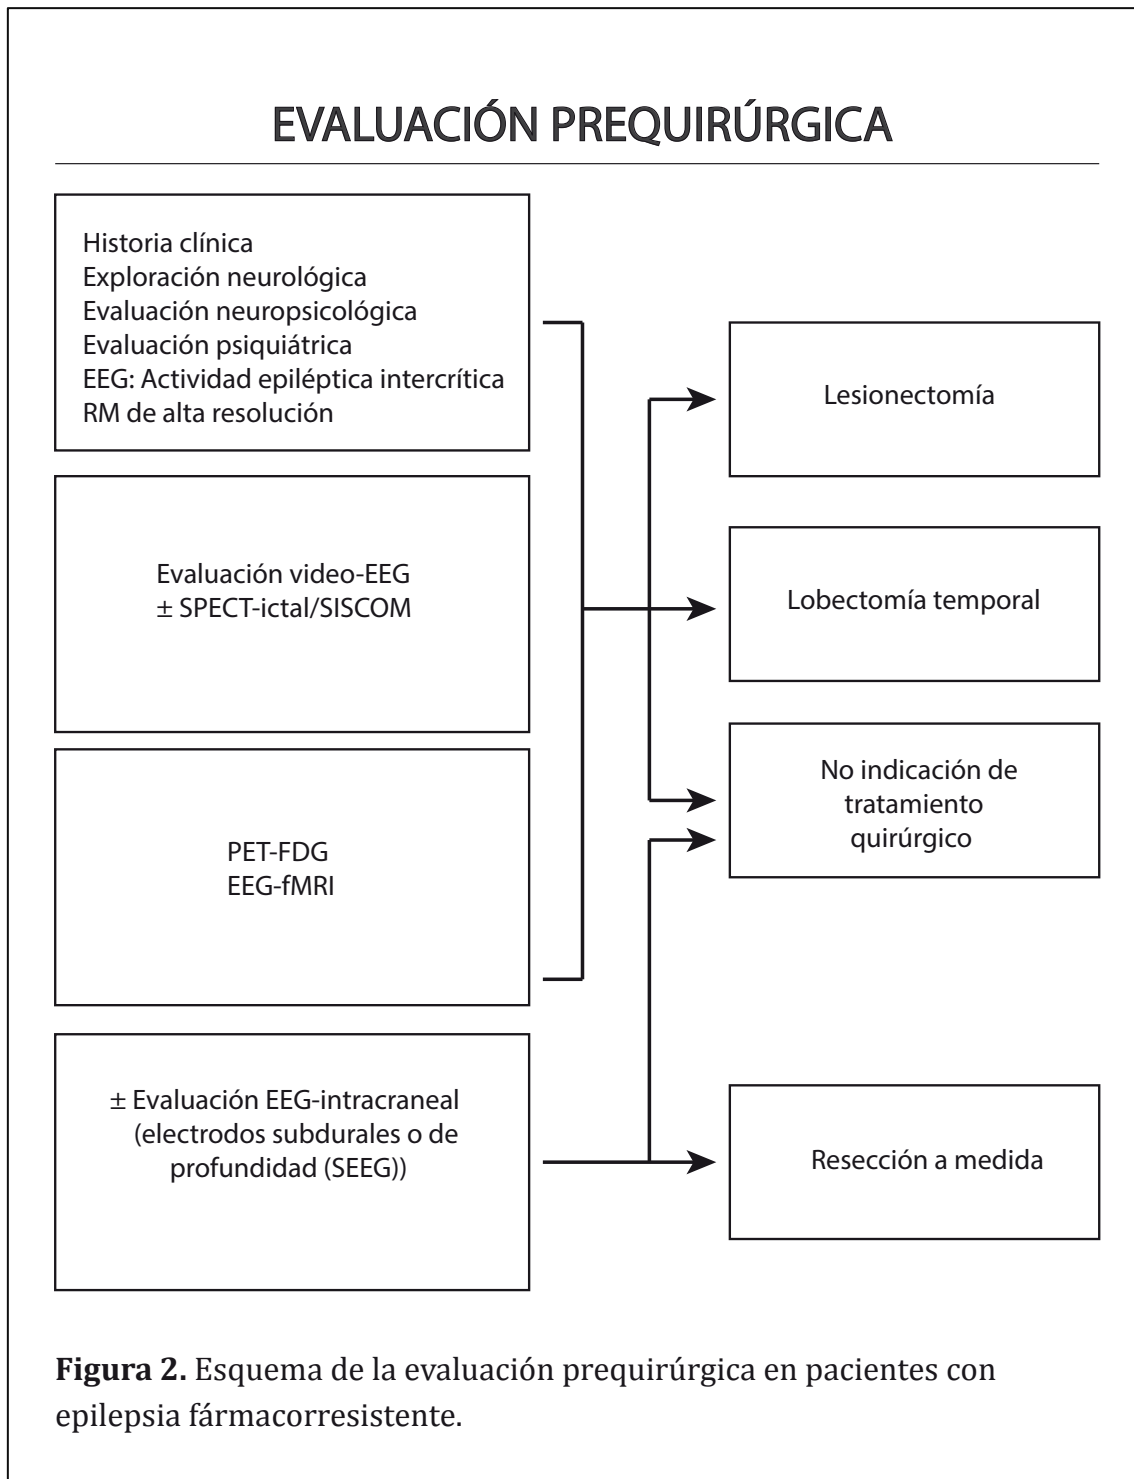 EVALUACIÓN PREQUIRÚRGICA
Historia clínica
Exploración neurológica
Evaluación neuropsicológica
Evaluación psiquiátrica
EEG: Actividad epiléptica intercrítica
RM de alta resolución
Evaluación video-EEG
± SPECT-ictal/SISCOM
PET-FDG
EEG-fMRI
± Evaluación EEG-intracraneal
(electrodos subdurales o de
profundidad (SEEG))
Lesionectomía
Lobectomía temporal
No indicación de
tratamiento
quirúrgico
Resección a medida
Figura 2. Esquema de la evaluación prequirúrgica en pacientes con
epilepsia fármacorresistente.